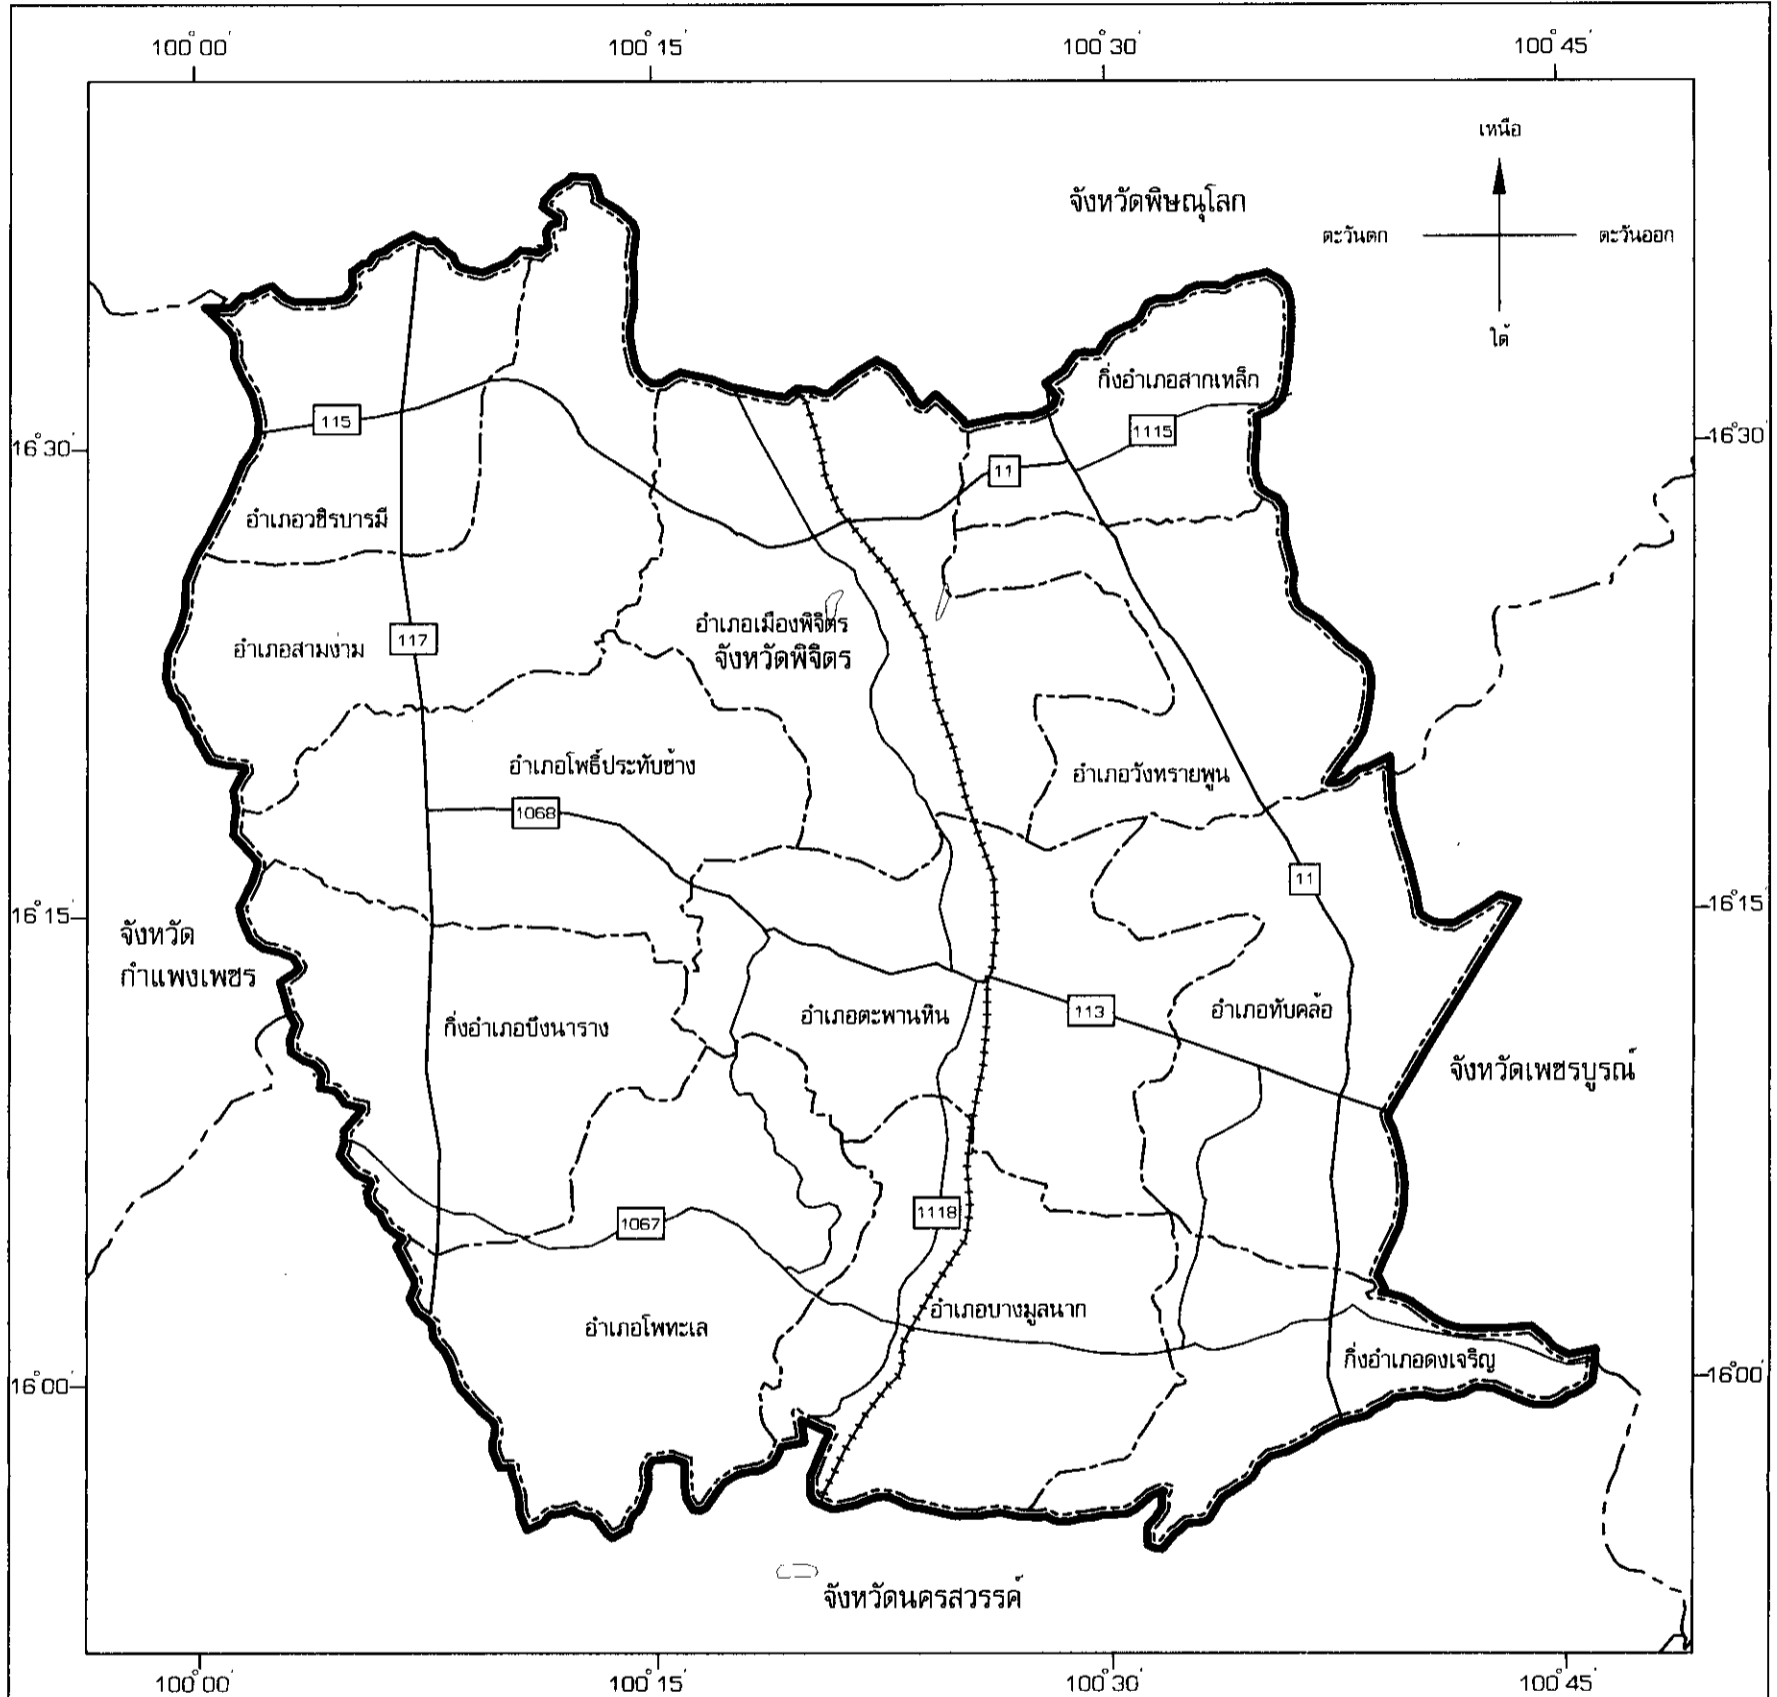 100°00′
100°15′
100°30′
100°45′
เหนือ
จังหวัดพิษณุโลก
ตะวันตก
ตะวันออก
ใต้
กิ่งอำเภอสากเหล็ก
115
1115
16°30′
16°30′
11
อำเภอวชิรบารมี
อำเภอเมืองพิจิตร
117
อำเภอสามง่าม
จังหวัดพิจิตร
อำเภอโพธิ์ประทับช้าง
อำเภอวังทรายพูน
1068
11
16°15′
16°15′
จังหวัด
กำแพงเพชร
กิ่งอำเภอบึงนาราง
อำเภอตะพานหิน
113
อำเภอทับคล้อ
จังหวัดเพชรบูรณ์
1067
1118
อำเภอบางมูลนาก
อำเภอโพทะเล
กิ่งอำเภอดงเจริญ
16°00′
16°00′
จังหวัดนครสวรรค์
100°00′
100°15′
100°30′
100°45′